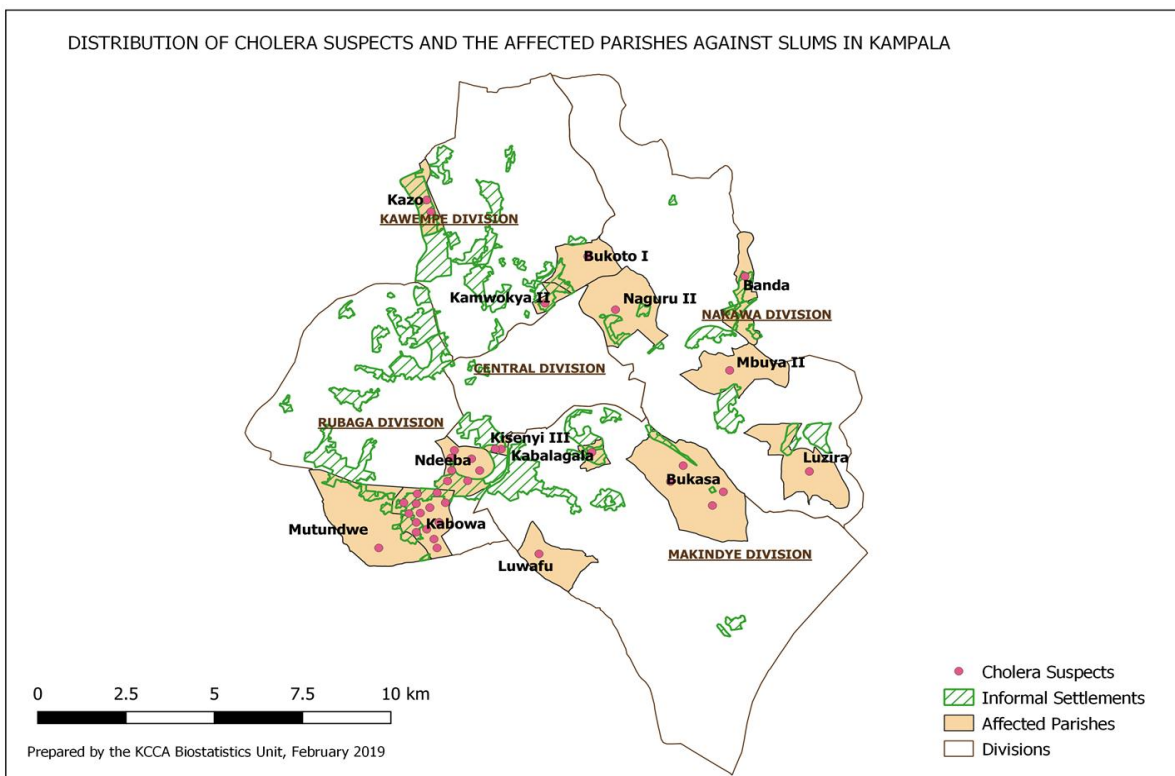 DISTRIBUTION OF CHOLERA SUSPECTS AND THE AFFECTED PARISHES AGAINST SLUMS IN KAMPALA
Kazo
KAWEMPE DIVISION
Bukoto I
Banda
Kamwokya II
Naguru II
NAKAWA DIVISION
CENTRAL DIVISION
Mbuya II
RUBAGA DIVISION
Kisenyi III
Ndeeba
Kabalagala
Luzira
Bukasa
Mutundwe
Kabowa
MAKINDYE DIVISION
Luwafu
Cholera Suspects
Informal Settlements
Affected Parishes
Divisions
0 2.5 5 7.5 10 km
Prepared by the KCCA Biostatistics Unit, February 2019